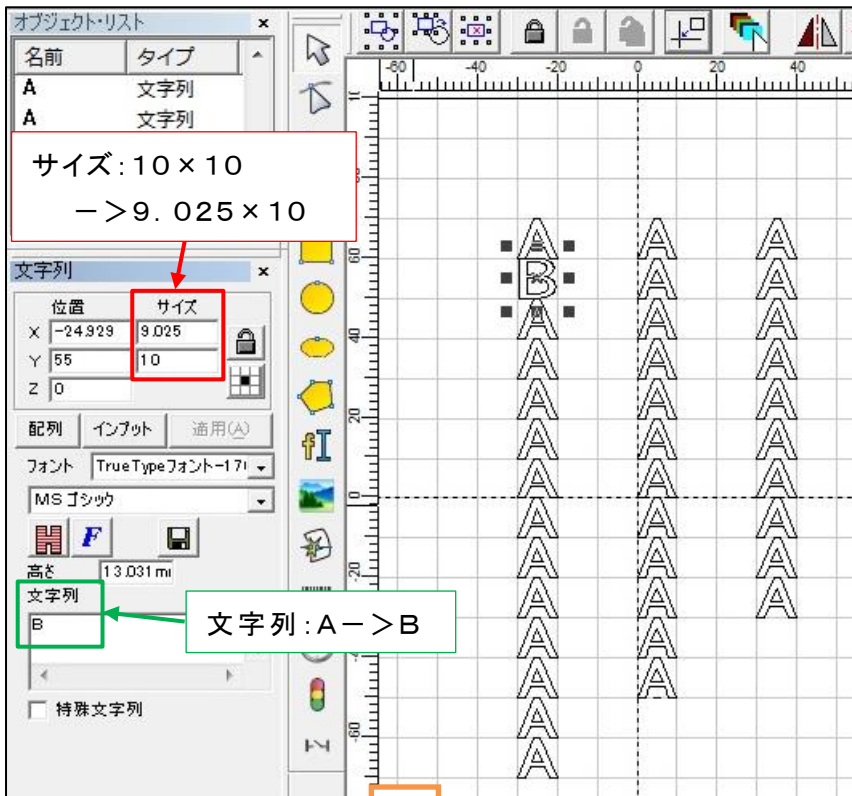 オブジェクト・リスト ×
名前 タイプ
A 文字列
A 文字列
サイズ：１０×１０
－＞９．０２５×１０
文字列 ×
位置 サイズ
X -24.929 9.025
Y 55 10
Z 0
配列 インプット 適用(A)
フォント TrueTypeフォント-17
MS ゴシック
F
高さ 13.031 mi
文字列
B
文字列：A－＞B
特殊文字列
-60 -40 -20 0 20 40
60
40
20
0
-20
-60
A A A
B A A
A A A
A A A
A A A
A A A
A A A
A A A
A A A
A A A
A A
A A
A
A